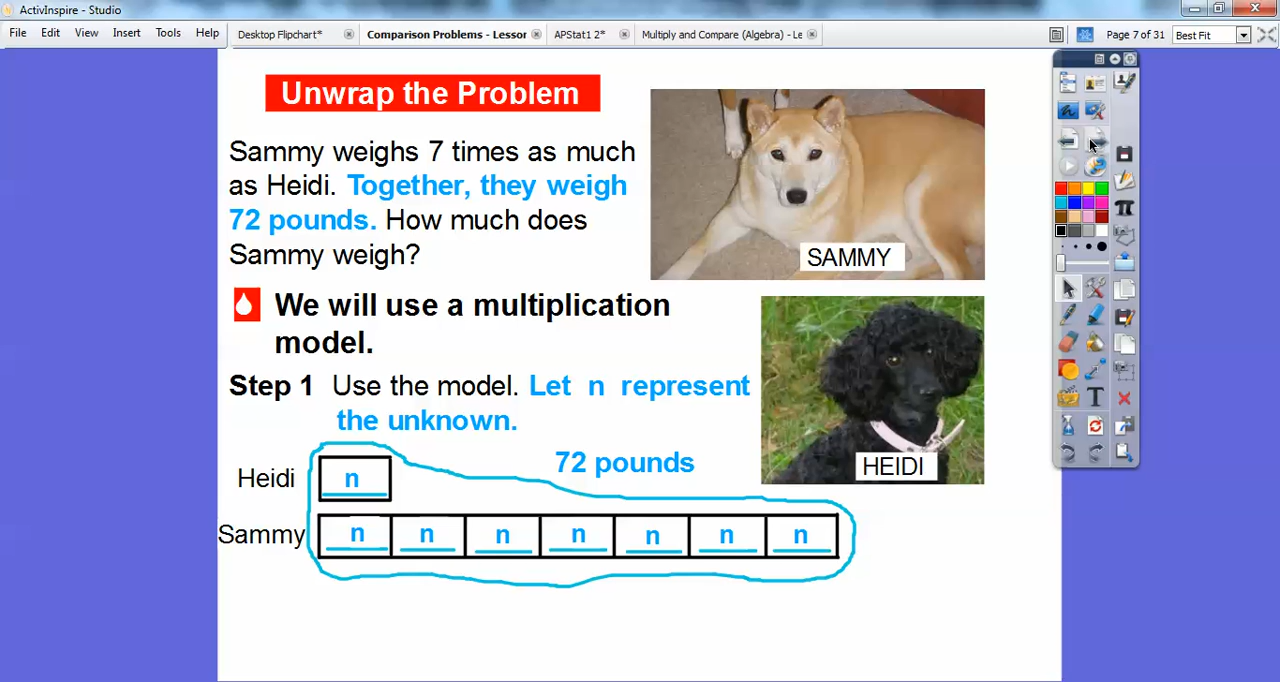 ActivInspire - Studio
File Edit View Insert Tools Help
Desktop Flipchart* Comparison Problems - Lessor APStat1 2* Multiply and Compare (Algebra) - Le
Page 7 of 31 Best Fit
Unwrap the Problem
Sammy weighs 7 times as much
as Heidi. Together, they weigh
72 pounds. How much does
Sammy weigh?
SAMMY
We will use a multiplication
model.
Step 1 Use the model. Let n represent
the unknown.
HEIDI
72 pounds
Heidi n
Sammy n n n n n n n